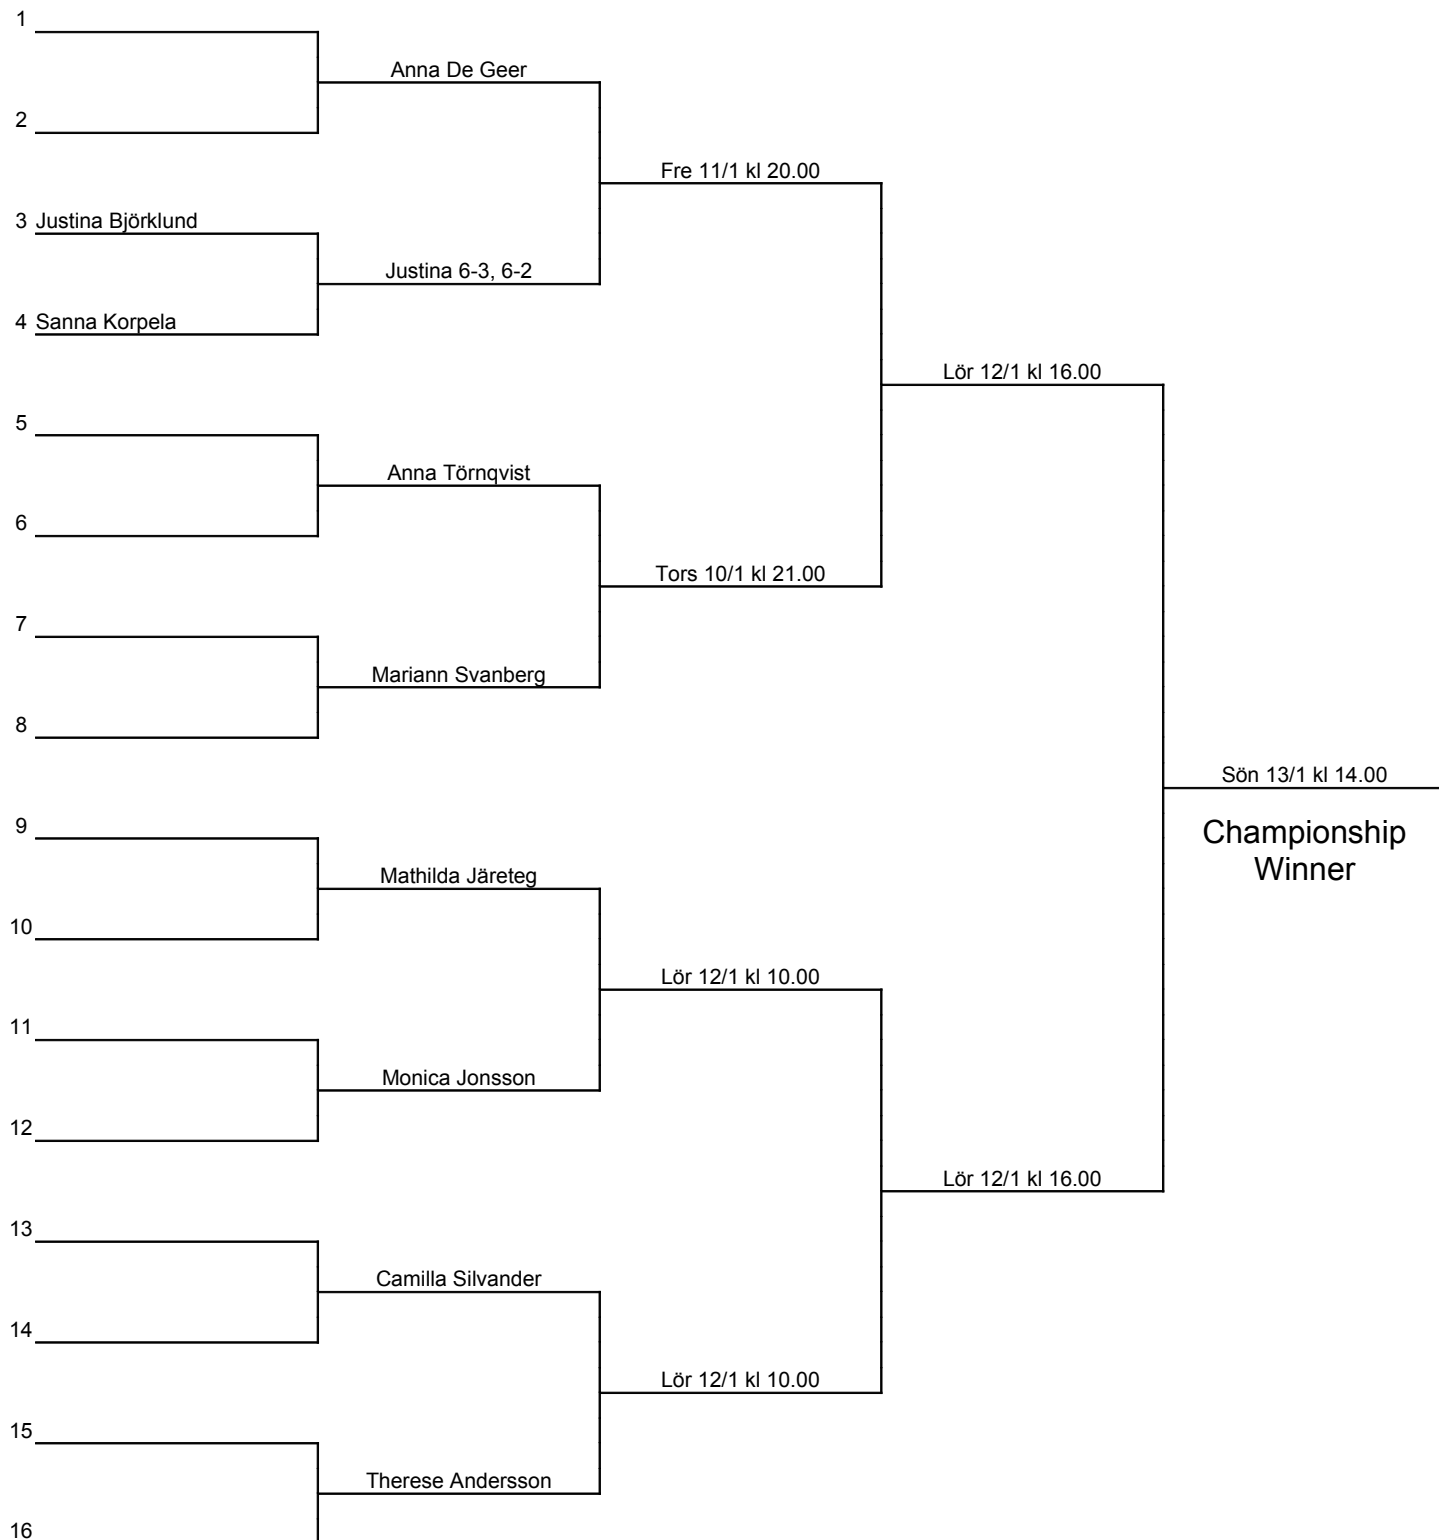 1
Anna De Geer
2
Fre 11/1 kl 20.00
3 Justina Björklund
Justina 6-3, 6-2
4 Sanna Korpela
Lör 12/1 kl 16.00
5
Anna Törnqvist
6
Tors 10/1 kl 21.00
7
Mariann Svanberg
8
Sön 13/1 kl 14.00
Championship
Winner
9
Mathilda Järeteg
10
Lör 12/1 kl 10.00
11
Monica Jonsson
12
Lör 12/1 kl 16.00
13
Camilla Silvander
14
Lör 12/1 kl 10.00
15
Therese Andersson
16